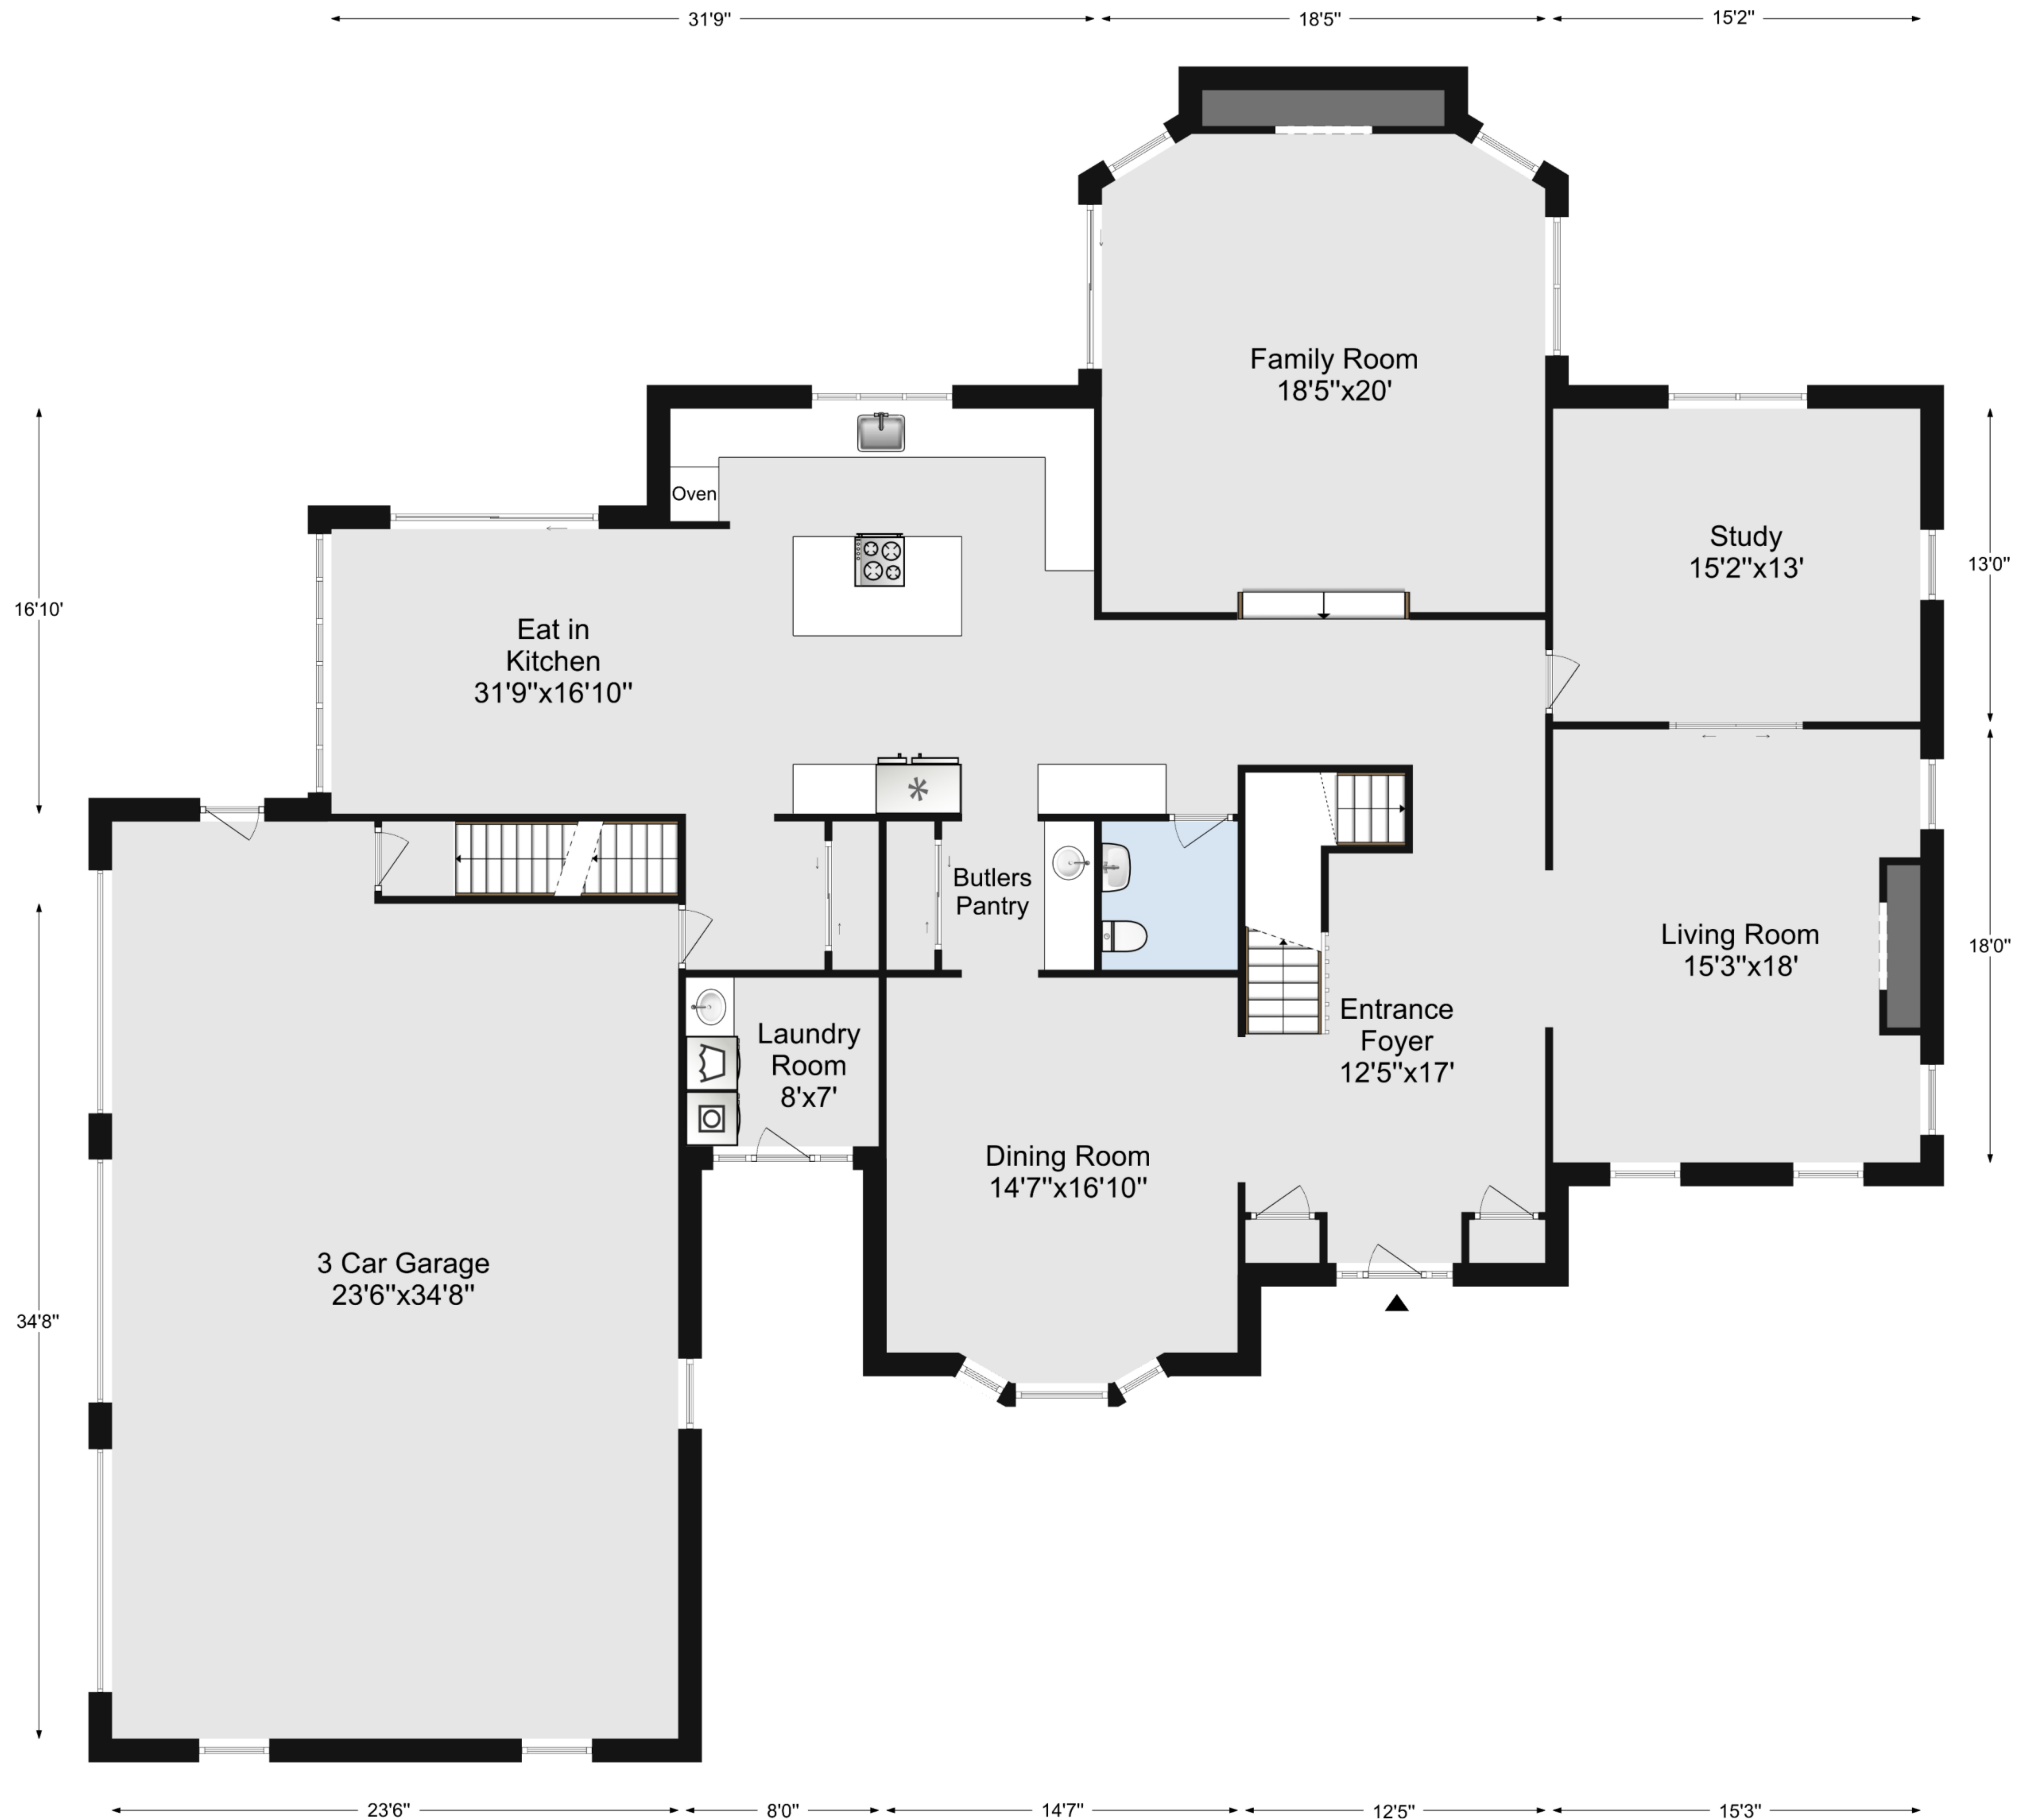 31'9"
18'5"
15'2"
Family Room
18'5"x20'
Oven
Study
15'2"x13'
13'0"
16'10'
Eat in
Kitchen
31'9"x16'10"
Butlers
Pantry
Living Room
15'3"x18'
18'0"
Entrance
Foyer
12'5"x17'
Laundry
Room
8'x7'
Dining Room
14'7"x16'10"
3 Car Garage
23'6"x34'8"
34'8"
23'6"
8'0"
14'7"
12'5"
15'3"